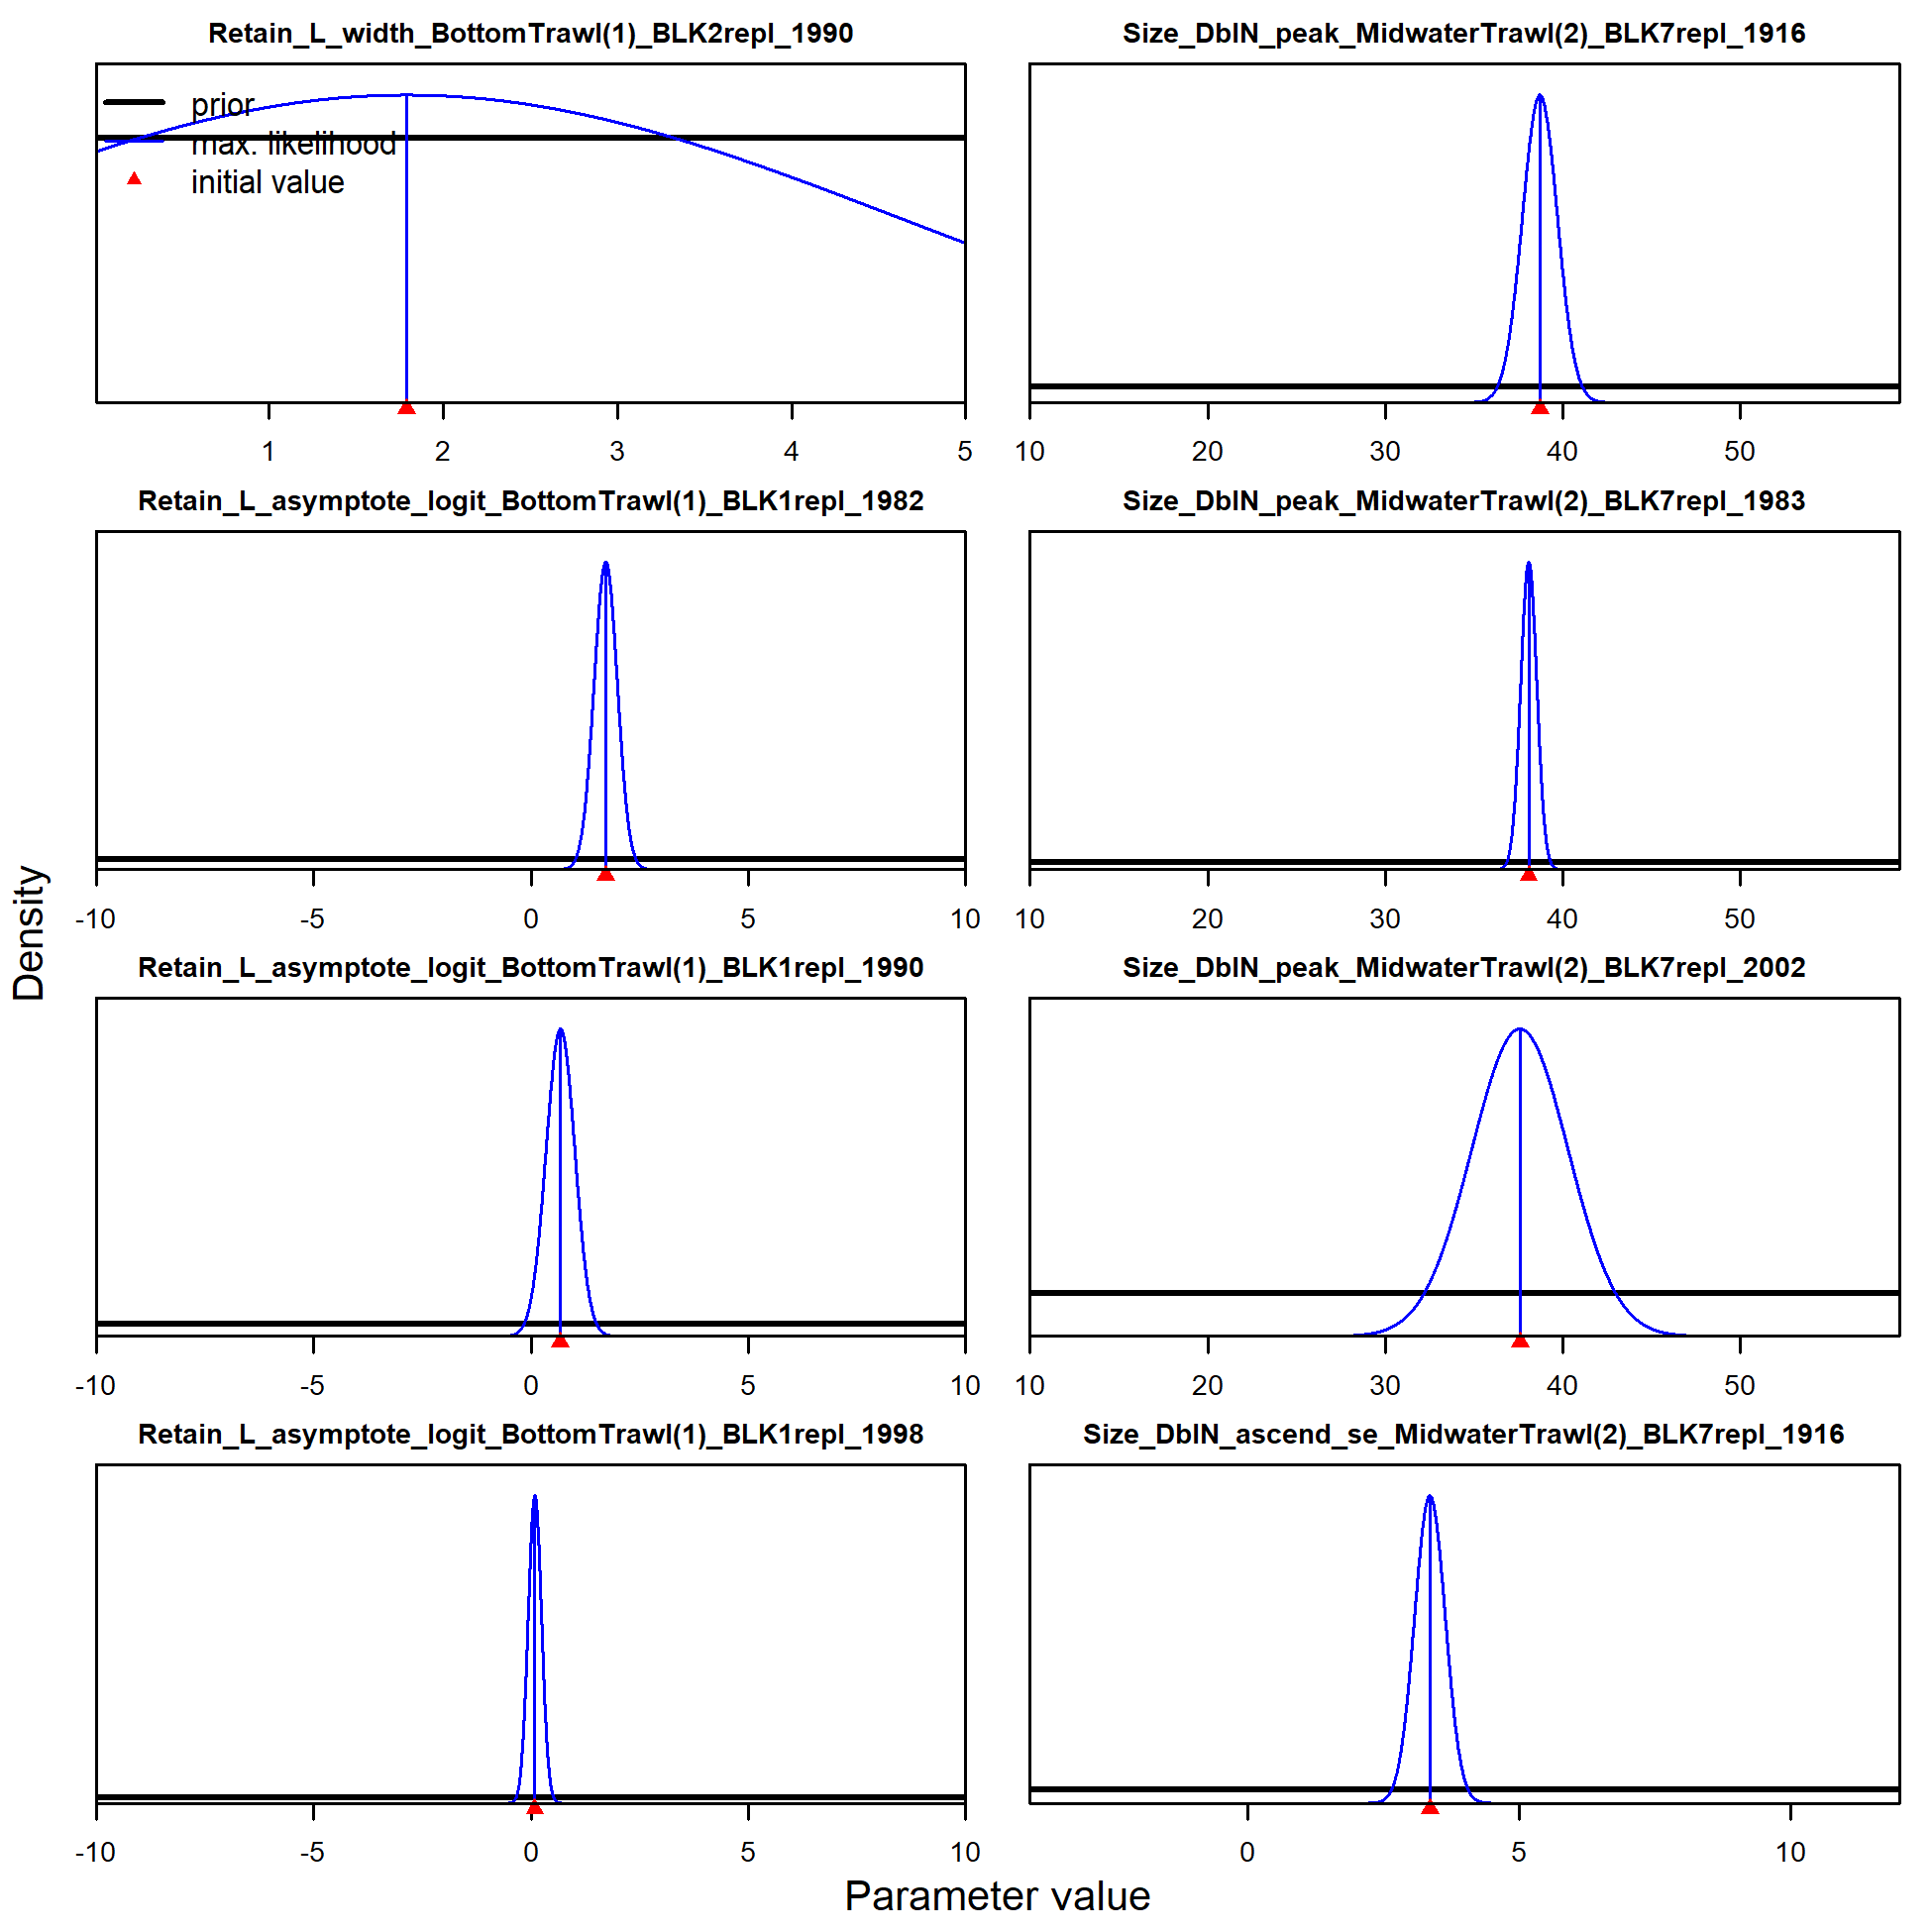 Retain_L_width_BottomTrawl(1)_BLK2repl_1990
prior
max. likelihood
initial value
1 2 3 4 5
Size_DblN_peak_MidwaterTrawl(2)_BLK7repl_1916
10 20 30 40 50
Retain_L_asymptote_logit_BottomTrawl(1)_BLK1repl_1982
-10 -5 0 5 10
Size_DblN_peak_MidwaterTrawl(2)_BLK7repl_1983
10 20 30 40 50
Retain_L_asymptote_logit_BottomTrawl(1)_BLK1repl_1990
-10 -5 0 5 10
Size_DblN_peak_MidwaterTrawl(2)_BLK7repl_2002
10 20 30 40 50
Retain_L_asymptote_logit_BottomTrawl(1)_BLK1repl_1998
-10 -5 0 5 10
Size_DblN_ascend_se_MidwaterTrawl(2)_BLK7repl_1916
0 5 10
Density
Parameter value